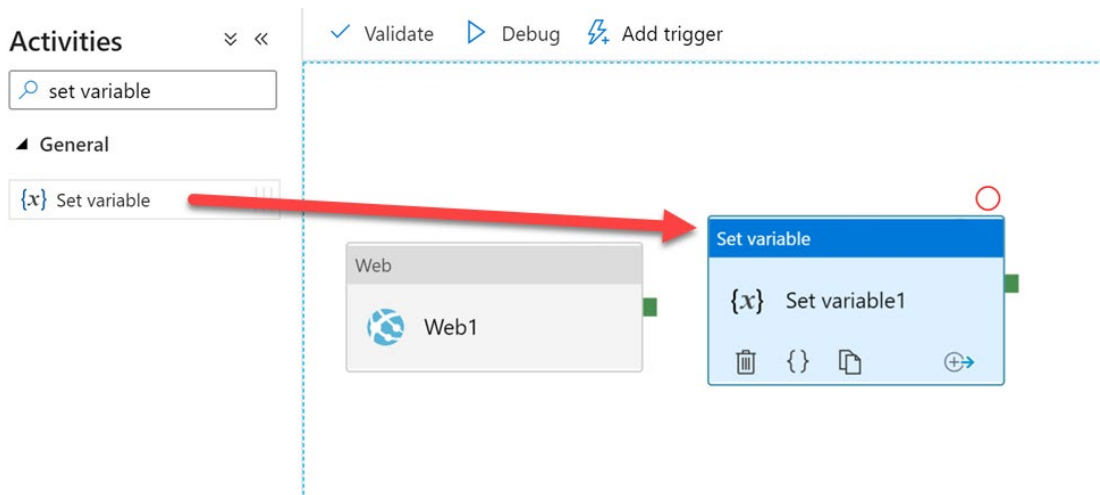 Activities
set variable
General
{x} Set variable
Validate
Debug
Add trigger
Web
Web1
Set variable
{x} Set variable1
{}